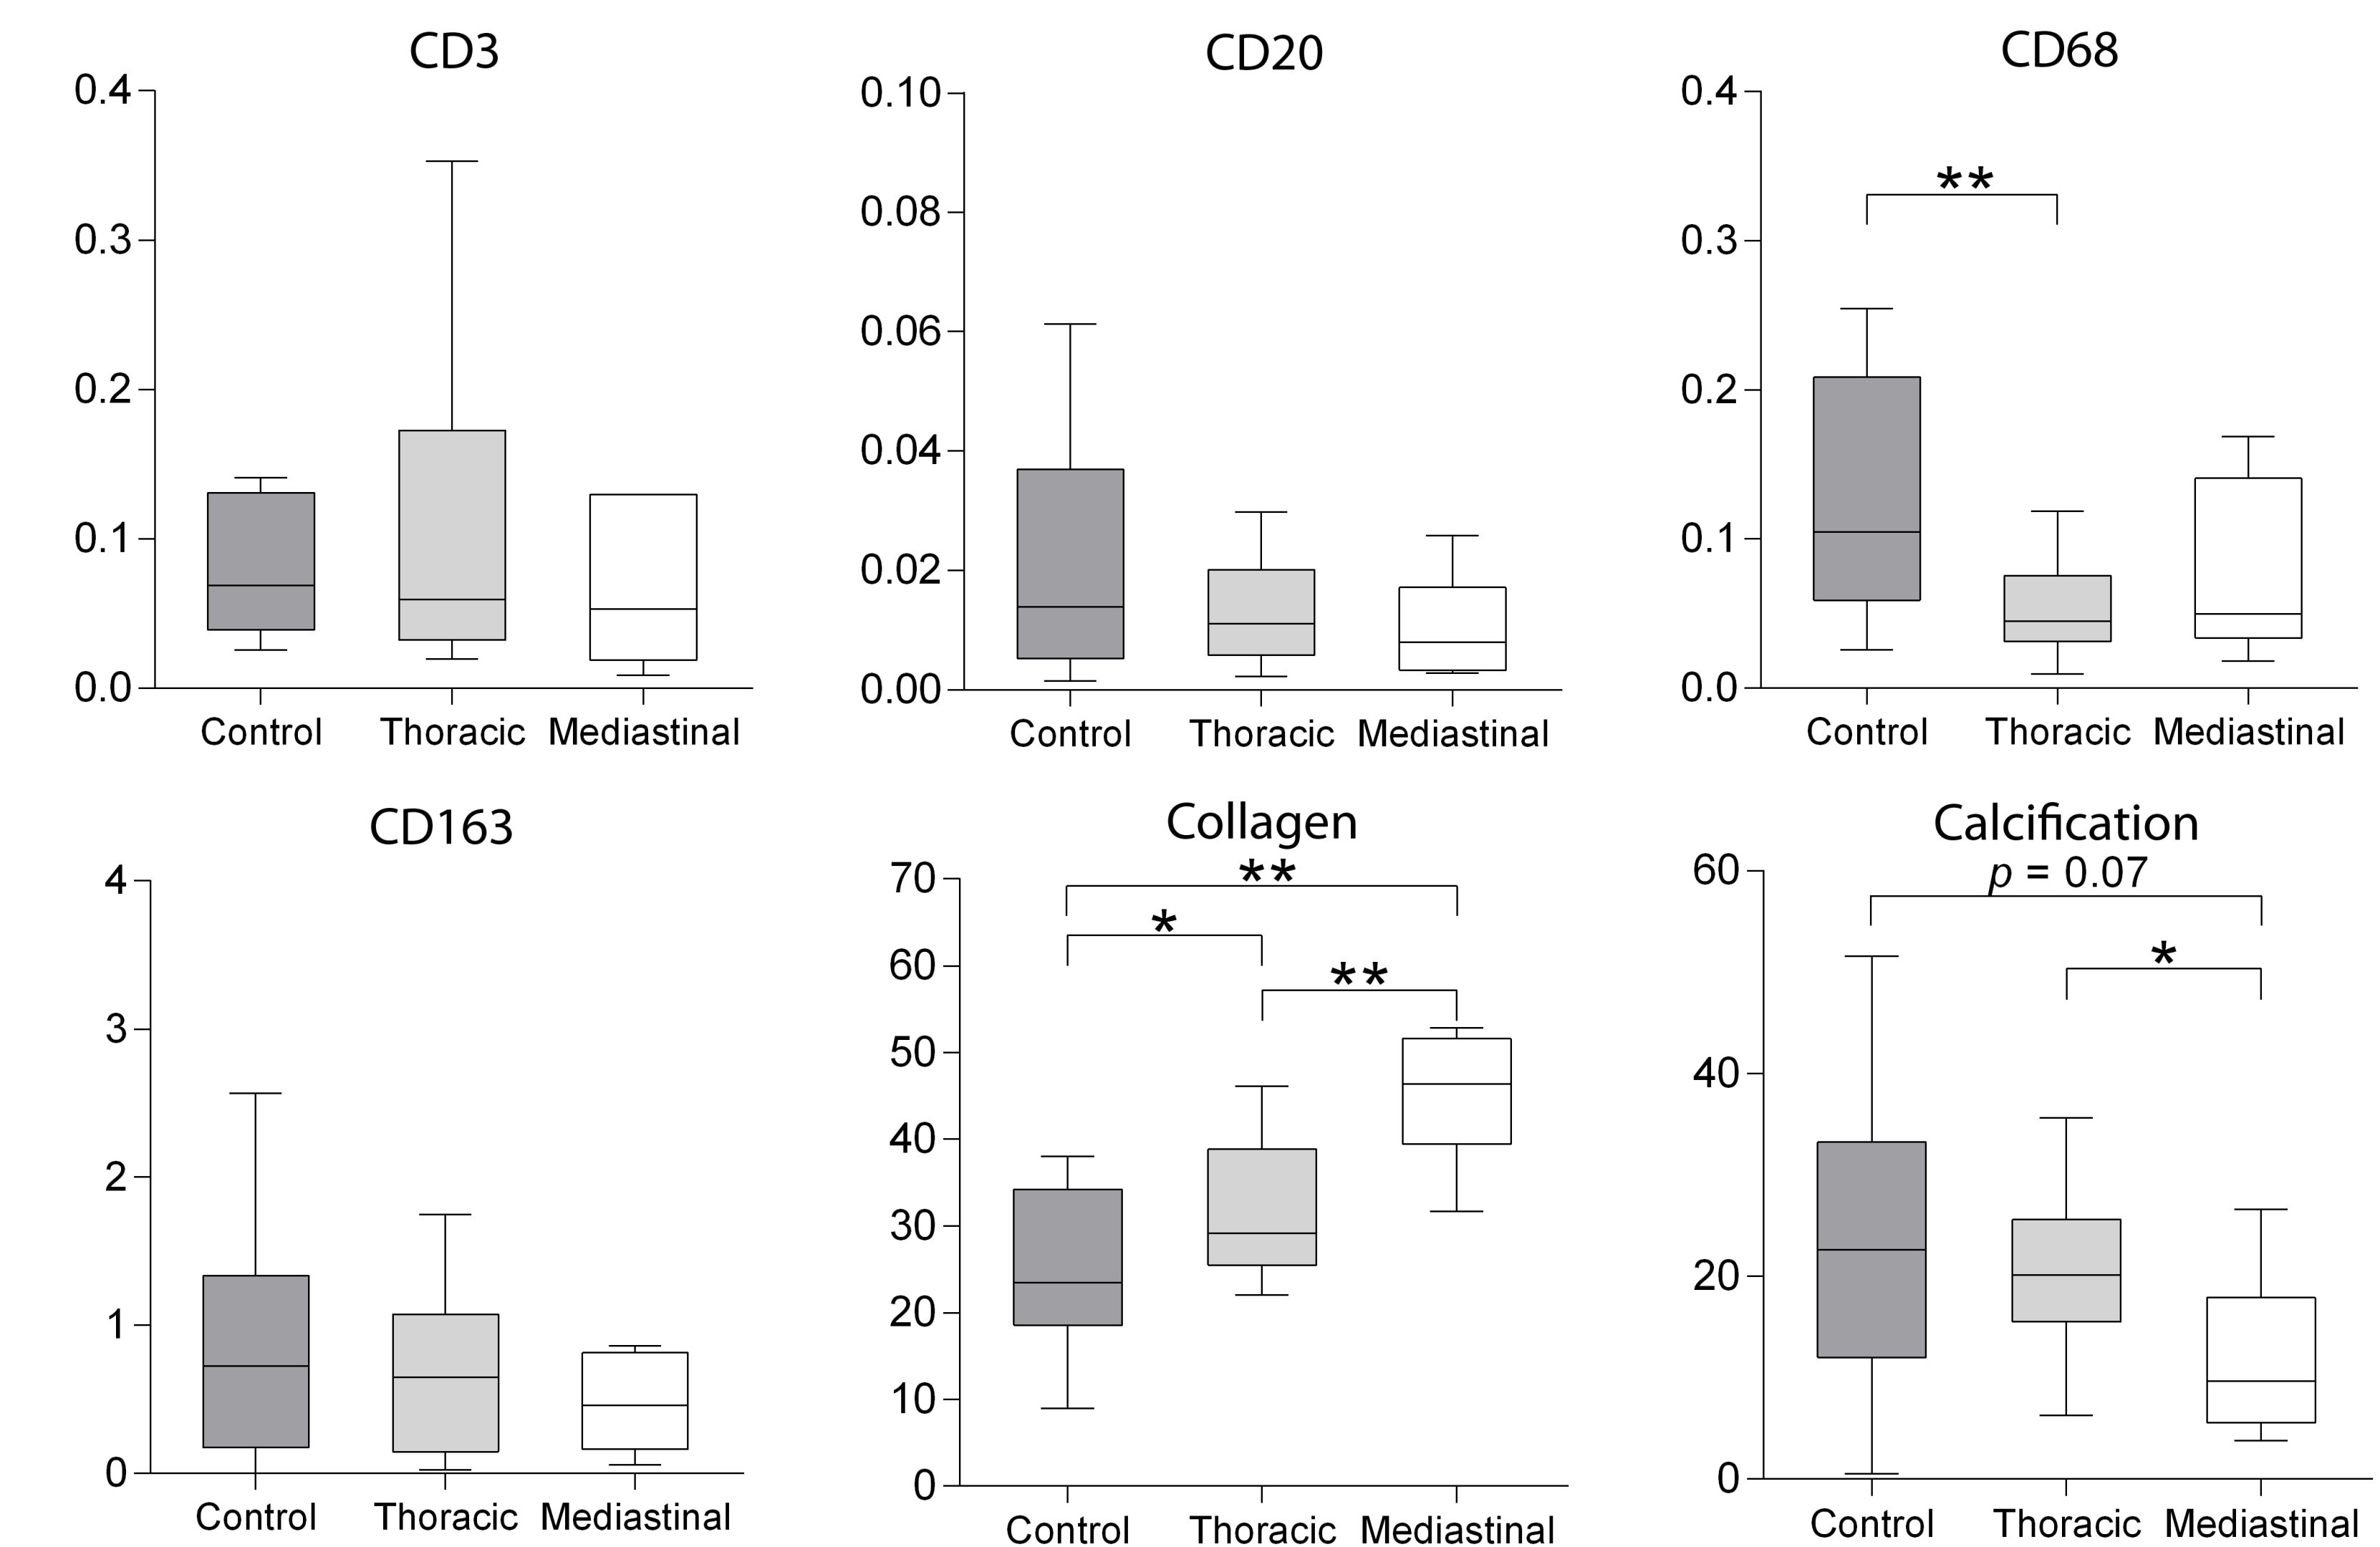 CD3
0.4
0.3
0.2
0.1
0.0
Control Thoracic Mediastinal
CD20
0.10
0.08
0.06
0.04
0.02
0.00
Control Thoracic Mediastinal
CD68
0.4
**
0.3
0.2
0.1
0.0
Control Thoracic Mediastinal
CD163
4
3
2
1
0
Control Thoracic Mediastinal
Collagen
70
**
*
60
**
50
40
30
20
10
0
Control Thoracic Mediastinal
Calcification
60
p = 0.07
*
40
20
0
Control Thoracic Mediastinal